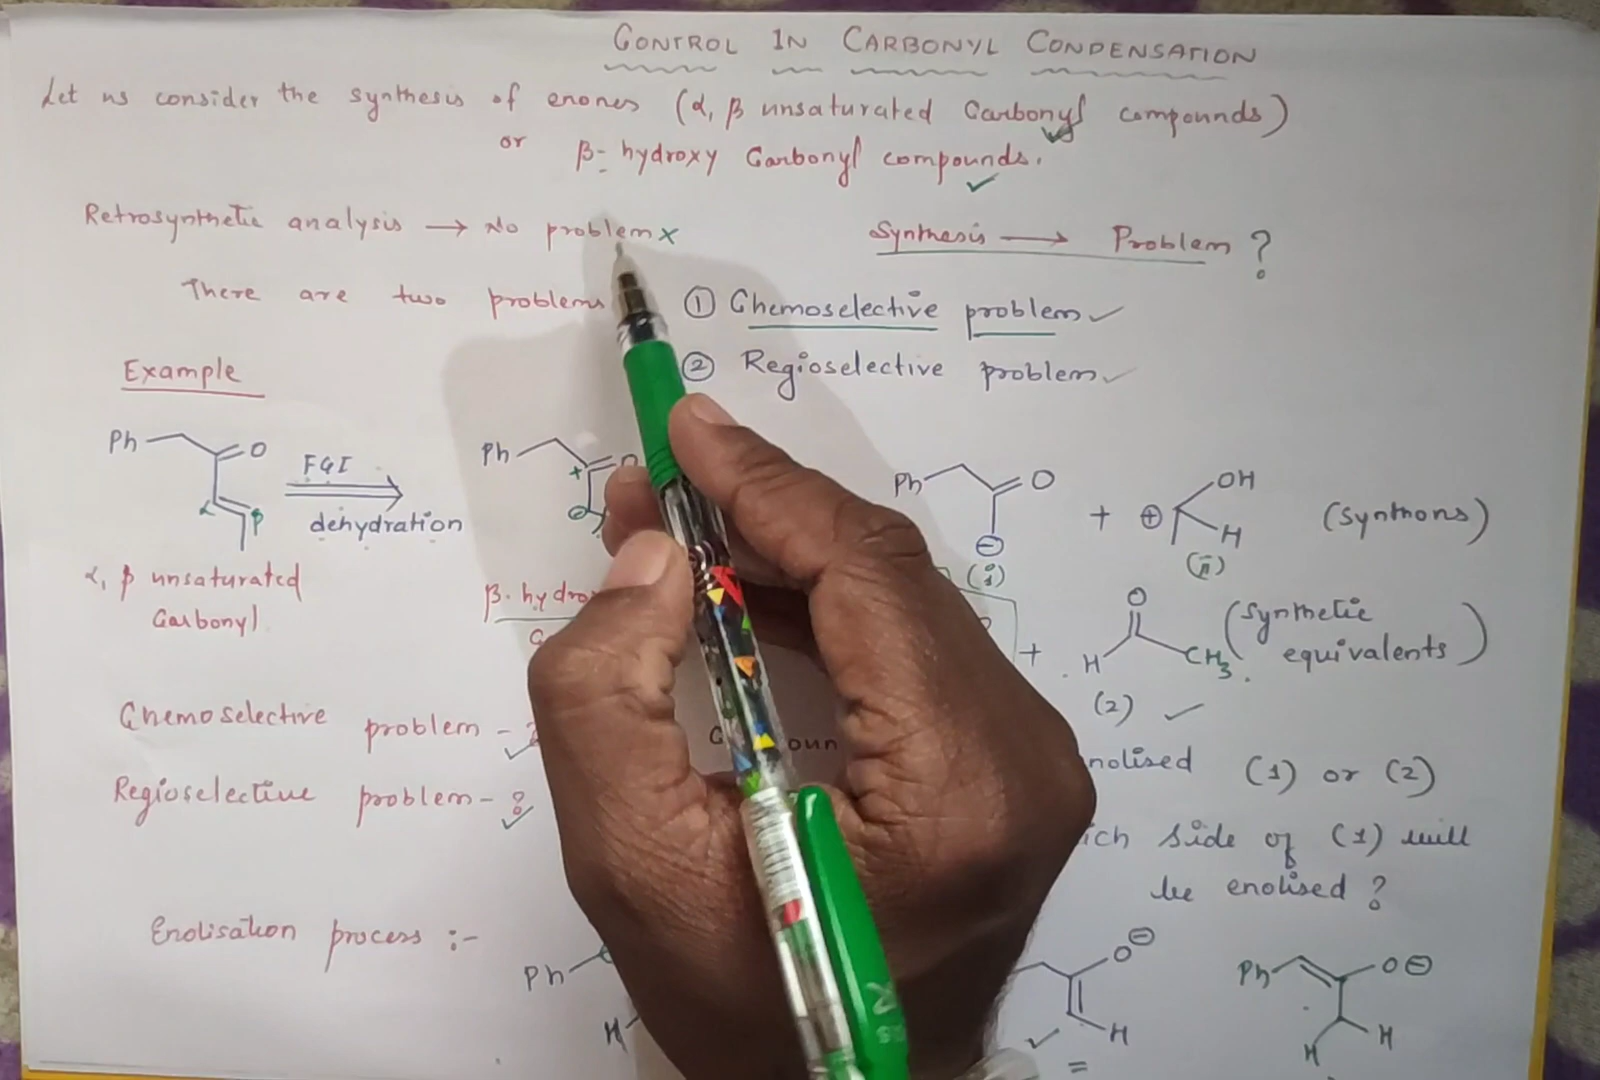 CONTROL IN CARBONYL CONDENSATION
Let us consider the synthesis of enones (α, β unsaturated Carbonyl compounds)
or β- hydroxy Carbonyl compounds.
Retrosynthetic analysis → No problem x Synthesis → Problem ?
There are two problems ① Chemoselective problem
② Regioselective problem
Example
Ph O α β FGI dehydration Ph + Ph O ⊖ (i) + ⊕ OH H (ii) (synthons)
α, β unsaturated Carbonyl
β- hydro
+ H O CH3 (2) (synthetic equivalents)
Chemoselective problem -
nolised (1) or (2)
Regioselective problem - ?
ich side of (1) will
be enolised ?
Enolisation process :-
Ph H O⊖ H Ph O⊖ H H